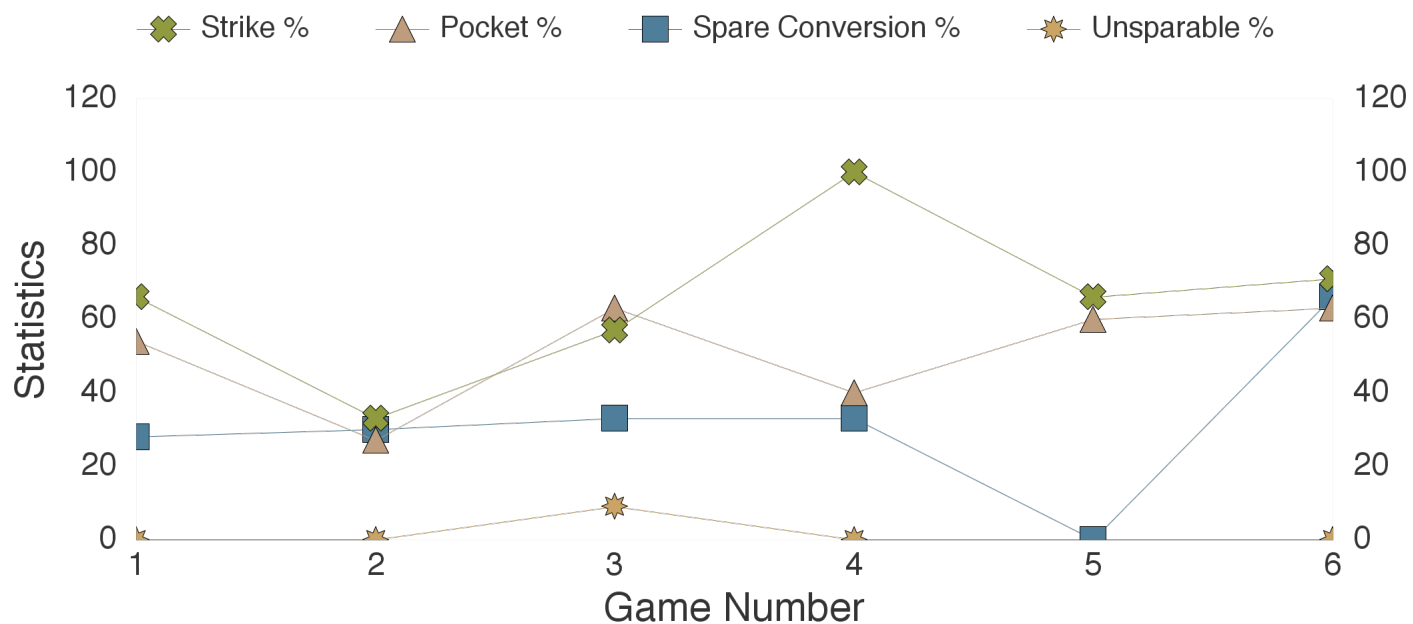 Strike % Pocket % Spare Conversion % Unsparable %
120 120
100 100
80 80
60 60
40 40
20 20
0 0
Statistics
1 2 3 4 5 6
Game Number